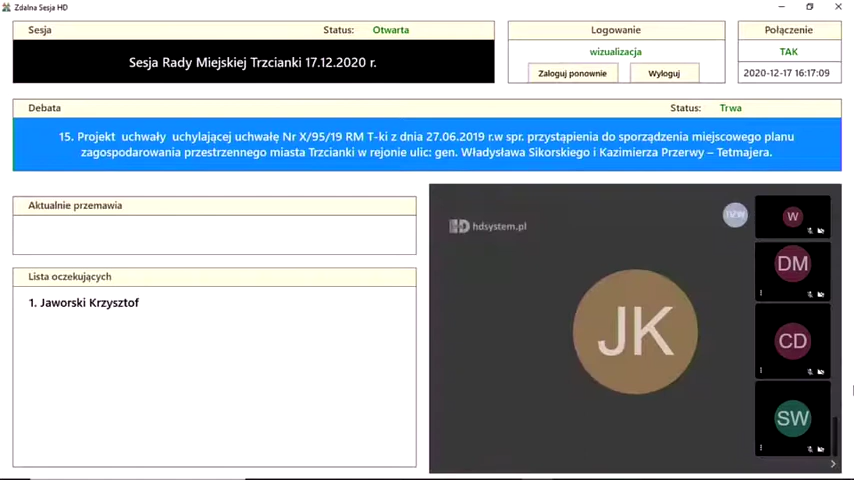 Zdalna Sesja HD
Sesja Status: Otwarta
Sesja Rady Miejskiej Trzcianki 17.12.2020 r.
Logowanie
wizualizacja
Zaloguj ponownie Wyloguj
Połączenie
TAK
2020-12-17 16:17:09
Debata Status: Trwa
15. Projekt uchwały uchylającej uchwałę Nr X/95/19 RM T-ki z dnia 27.06.2019 r.w spr. przystąpienia do sporządzenia miejscowego planu
zagospodarowania przestrzennego miasta Trzcianki w rejonie ulic: gen. Władysława Sikorskiego i Kazimierza Przerwy – Tetmajera.
Aktualnie przemawia
Lista oczekujących
1. Jaworski Krzysztof
hdsystem.pl
JK
W
DM
CD
SW